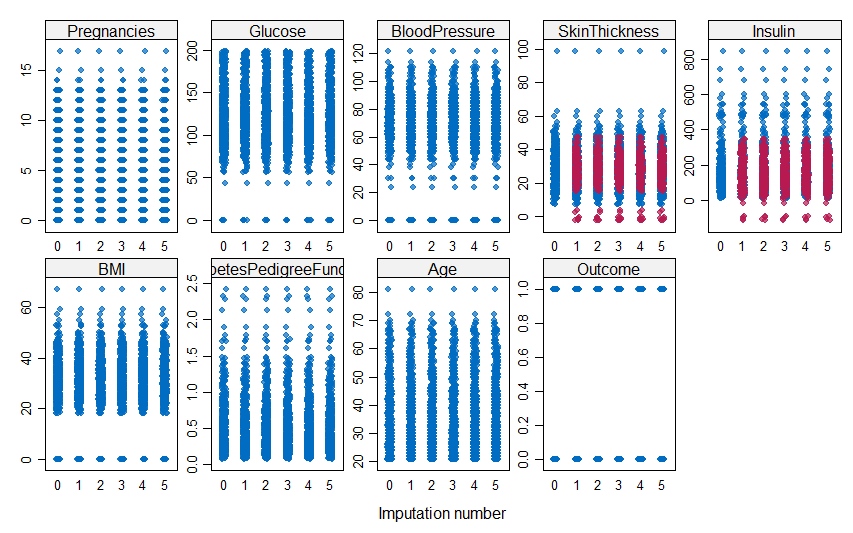 Pregnancies
Glucose
BloodPressure
SkinThickness
Insulin
0 5 10 15
0 50 100 150 200
0 20 40 60 80 100 120
0 20 40 60 80 100
0 200 400 600 800
0 1 2 3 4 5
0 1 2 3 4 5
0 1 2 3 4 5
0 1 2 3 4 5
0 1 2 3 4 5
BMI
betesPedigreeFunc
Age
Outcome
0 20 40 60
0.0 0.5 1.0 1.5 2.0 2.5
20 30 40 50 60 70 80
0.0 0.2 0.4 0.6 0.8 1.0
0 1 2 3 4 5
0 1 2 3 4 5
0 1 2 3 4 5
0 1 2 3 4 5
Imputation number